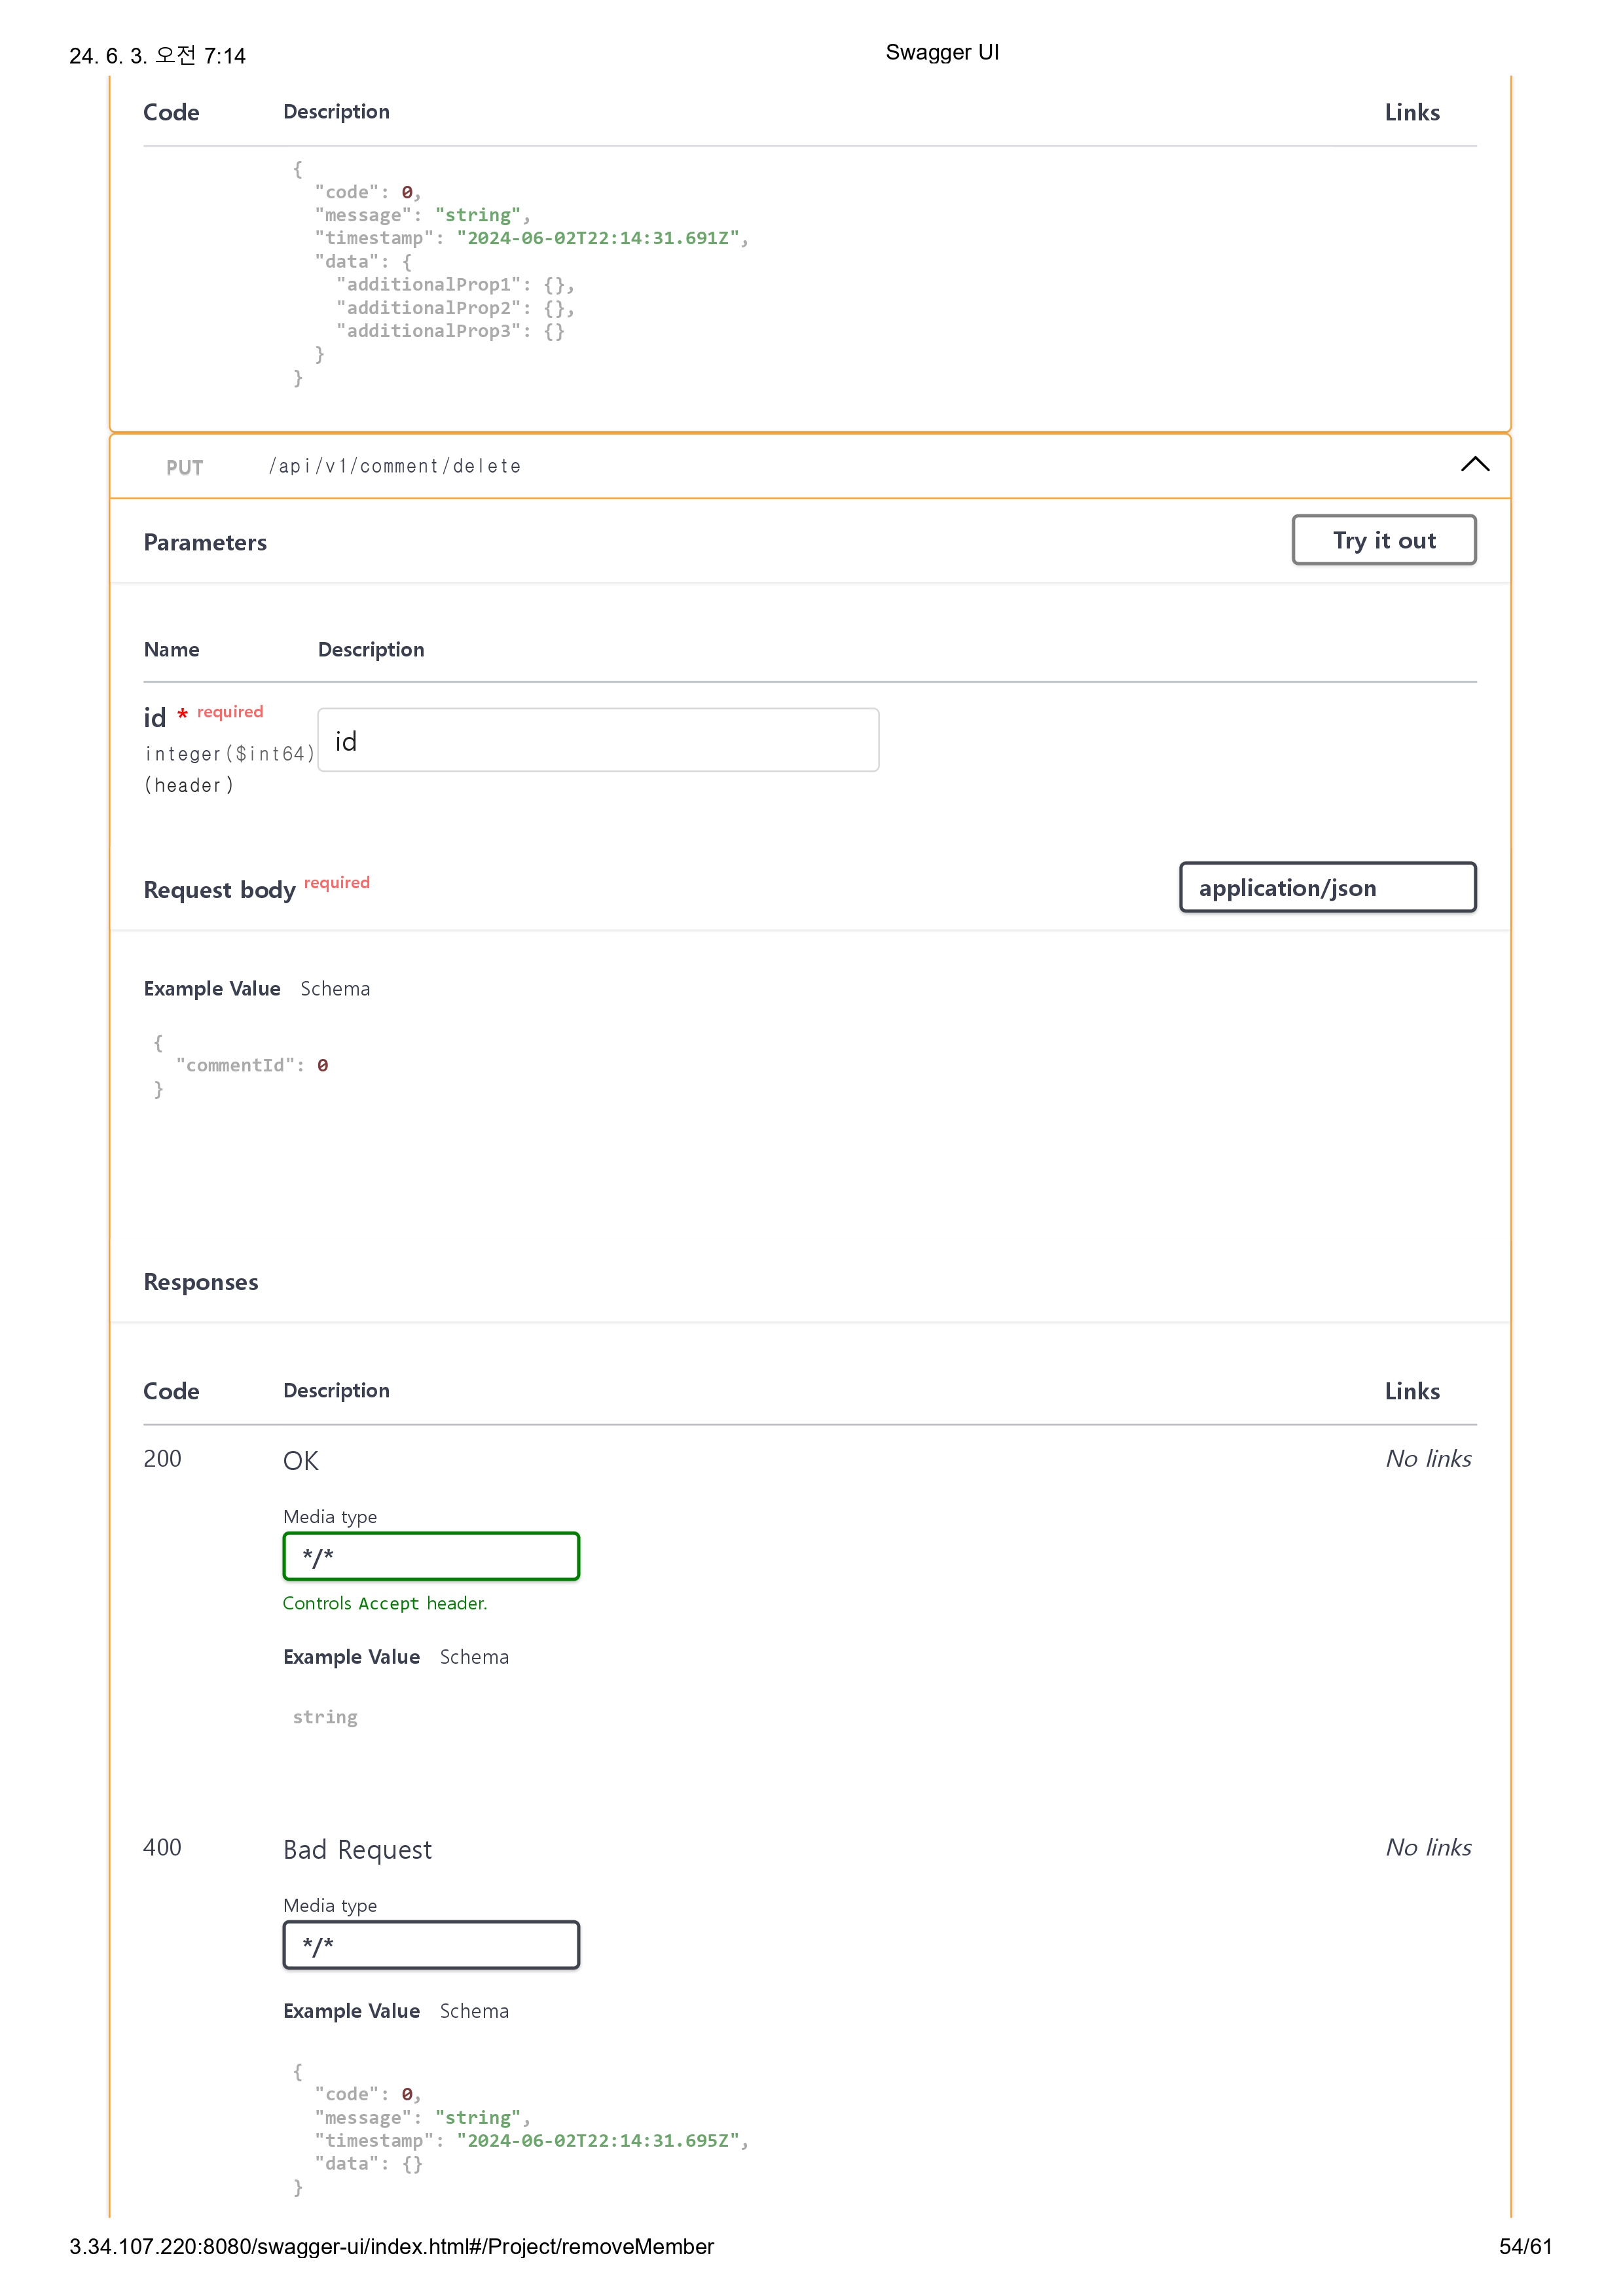 24. 6. 3. 오전 7:14 Swagger UI
Code Description Links
{
"code": 0,
"message": "string",
"timestamp": "2024-06-02T22:14:31.691Z",
"data": {
"additionalProp1": {},
"additionalProp2": {},
"additionalProp3": {}
}
}
PUT /api/v1/comment/delete
Parameters Try it out
Name Description
id * required
id
integer($int64)
(header)
Request body required application/json
Example Value Schema
{
"commentId": 0
}
Responses
Code Description Links
200 OK No links
Media type
*/*
Controls Accept header.
Example Value Schema
string
400 Bad Request No links
Media type
*/*
Example Value Schema
{
"code": 0,
"message": "string",
"timestamp": "2024-06-02T22:14:31.695Z",
"data": {}
}
3.34.107.220:8080/swagger-ui/index.html#/Project/removeMember 54/61